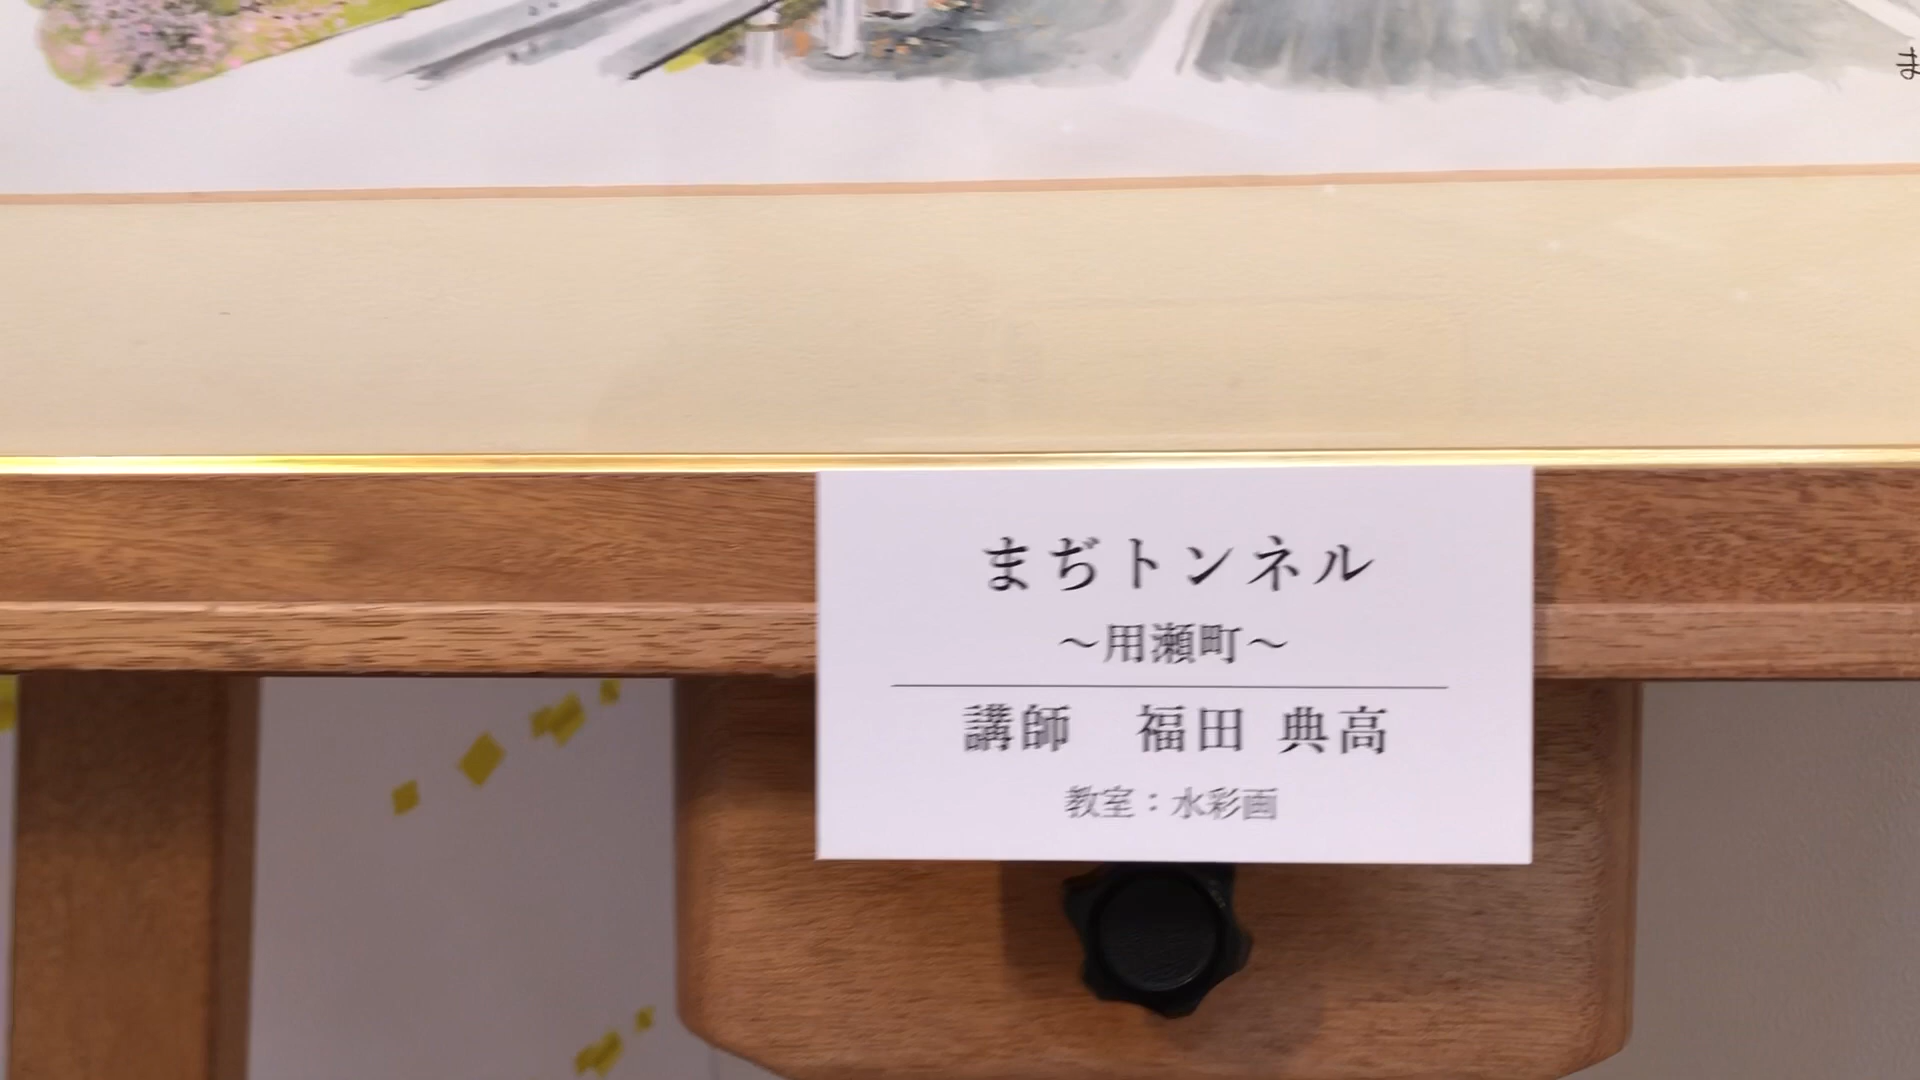 ま
まぢトンネル
～用瀬町～
講師　福田 典高
教室：水彩画